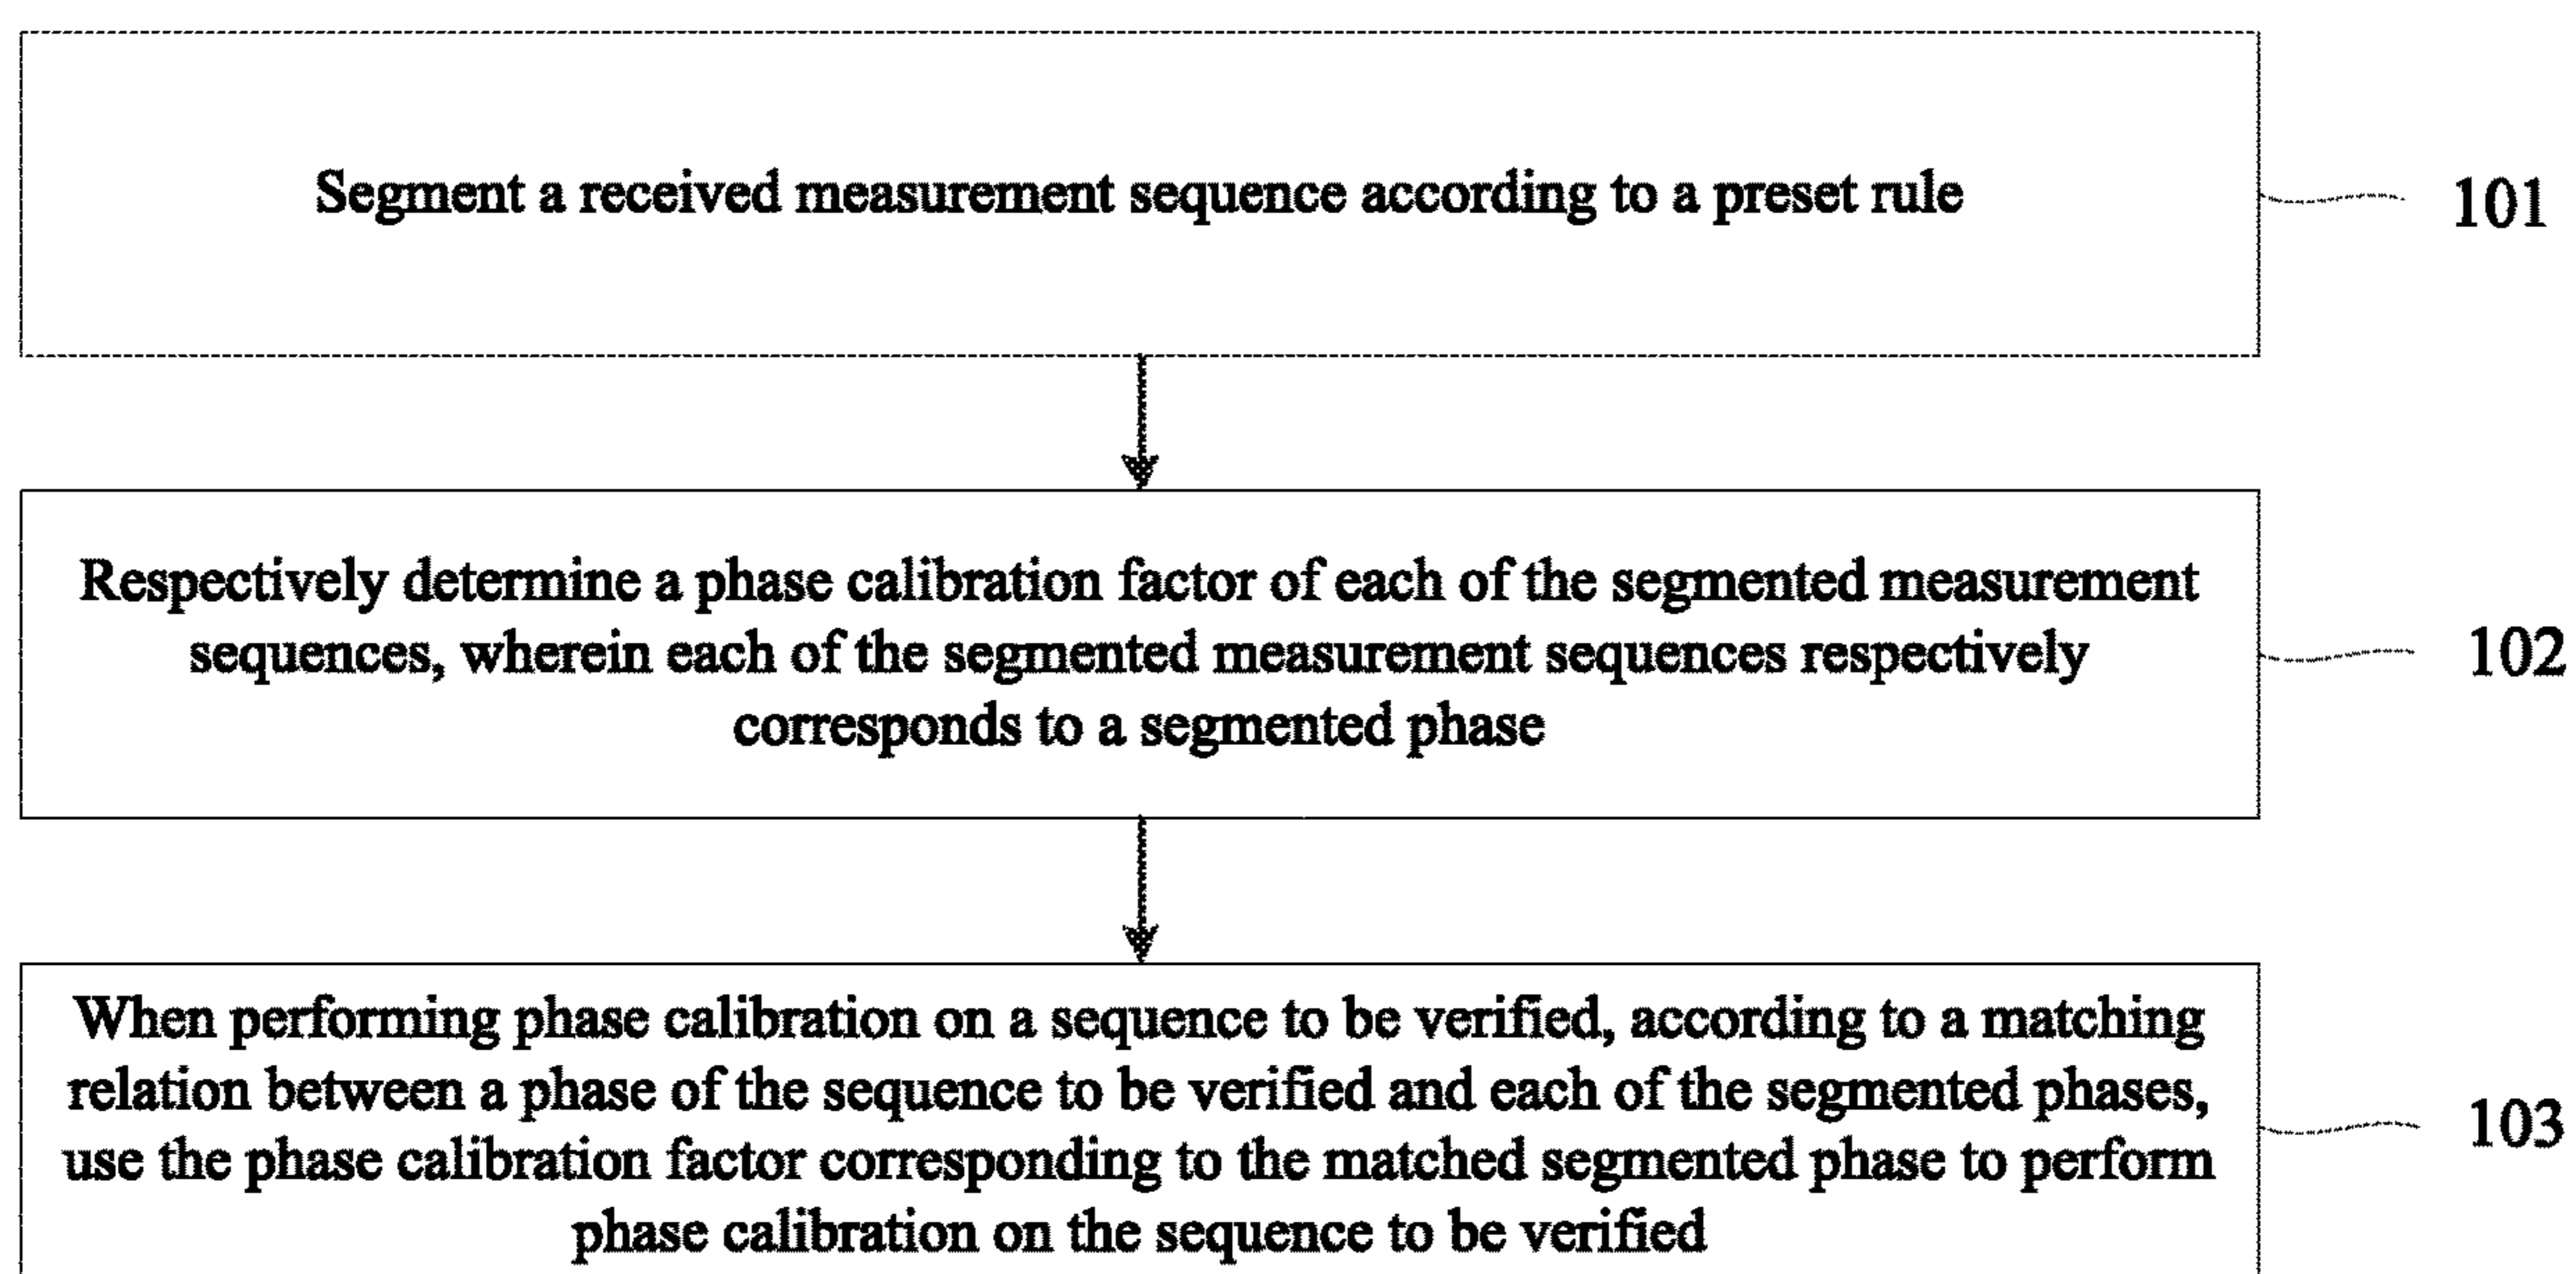 Segment a received measurement sequence according to a preset rule
101
Respectively determine a phase calibration factor of each of the segmented measurement
sequences, wherein each of the segmented measurement sequences respectively
corresponds to a segmented phase
102
When performing phase calibration on a sequence to be verified, according to a matching
relation between a phase of the sequence to be verified and each of the segmented phases,
use the phase calibration factor corresponding to the matched segmented phase to perform
phase calibration on the sequence to be verified
103